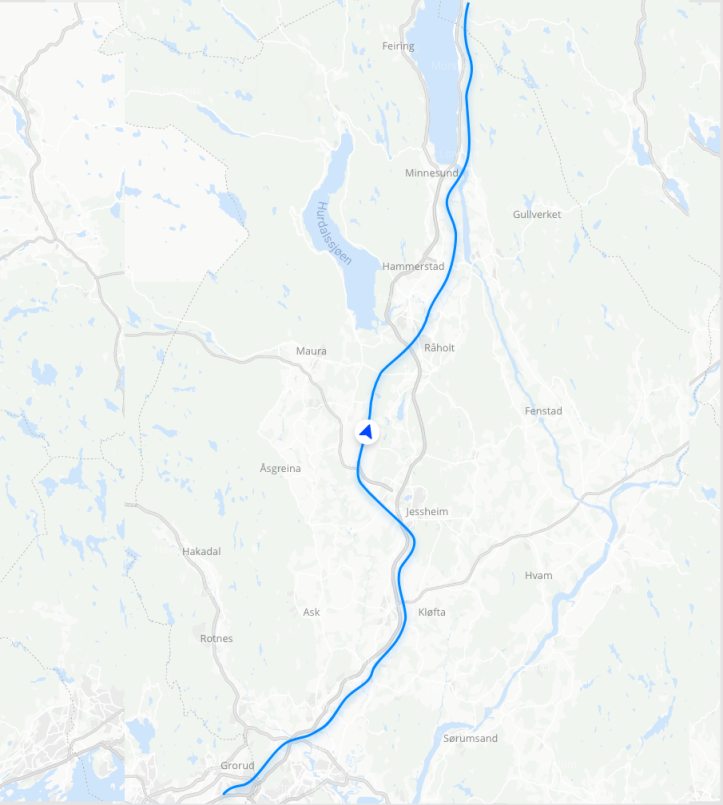 Feiring
Minnesund
Gullverket
Hurdalssjøen
Hammerstad
Råholt
Maura
Fenstad
Åsgreina
Jessheim
Hakadal
Hvam
Ask
Kløfta
Rotnes
Sørumsand
Grorud